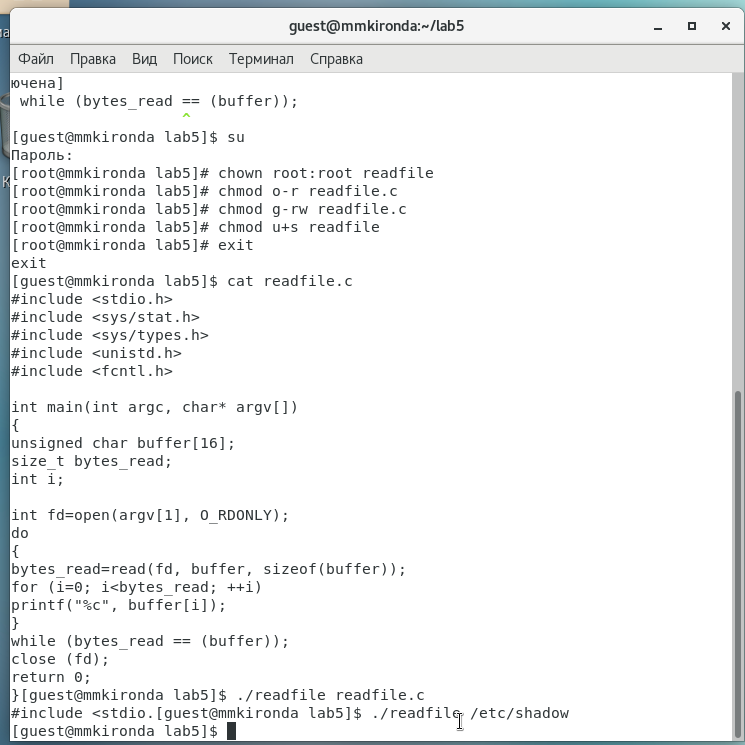 guest@mmkironda:~/lab5
Файл Правка Вид Поиск Терминал Справка
ючена]
 while (bytes_read == (buffer));
                   ^
[guest@mmkironda lab5]$ su
Пароль:
[root@mmkironda lab5]# chown root:root readfile
[root@mmkironda lab5]# chmod o-r readfile.c
[root@mmkironda lab5]# chmod g-rw readfile.c
[root@mmkironda lab5]# chmod u+s readfile
[root@mmkironda lab5]# exit
exit
[guest@mmkironda lab5]$ cat readfile.c
#include <stdio.h>
#include <sys/stat.h>
#include <sys/types.h>
#include <unistd.h>
#include <fcntl.h>

int main(int argc, char* argv[])
{
unsigned char buffer[16];
size_t bytes_read;
int i;

int fd=open(argv[1], O_RDONLY);
do
{
bytes_read=read(fd, buffer, sizeof(buffer));
for (i=0; i<bytes_read; ++i)
printf("%c", buffer[i]);
}
while (bytes_read == (buffer));
close (fd);
return 0;
}[guest@mmkironda lab5]$ ./readfile readfile.c
#include <stdio.[guest@mmkironda lab5]$ ./readfile /etc/shadow
[guest@mmkironda lab5]$